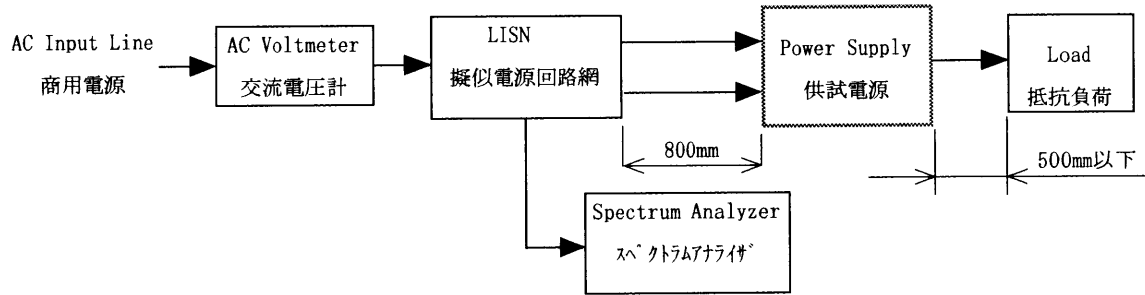 AC Input Line
商用電源
AC Voltmeter
交流電圧計
LISN
擬似電源回路網
Power Supply
供試電源
Load
抵抗負荷
800mm
500mm以下
Spectrum Analyzer
ｽﾍﾟｸﾄﾗﾑｱﾅﾗｲｻﾞ